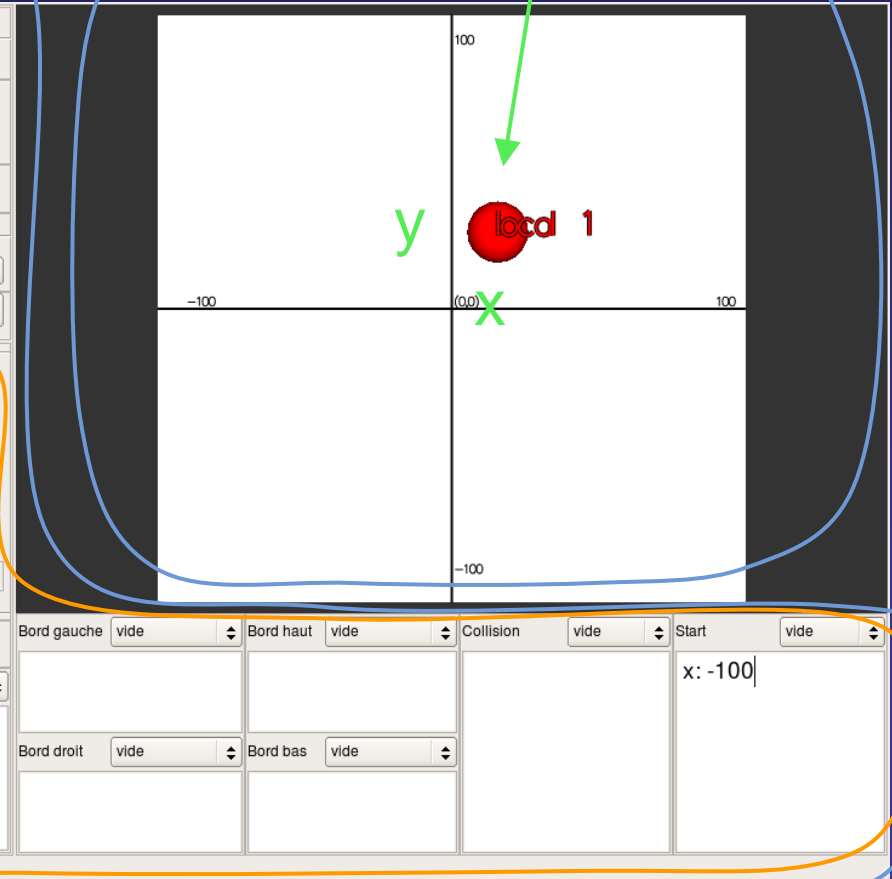 100
y
local 1
-100
(0,0)
100
x
-100
Bord gauche
vide
Bord haut
vide
Collision
vide
Start
vide
x: -100
Bord droit
vide
Bord bas
vide